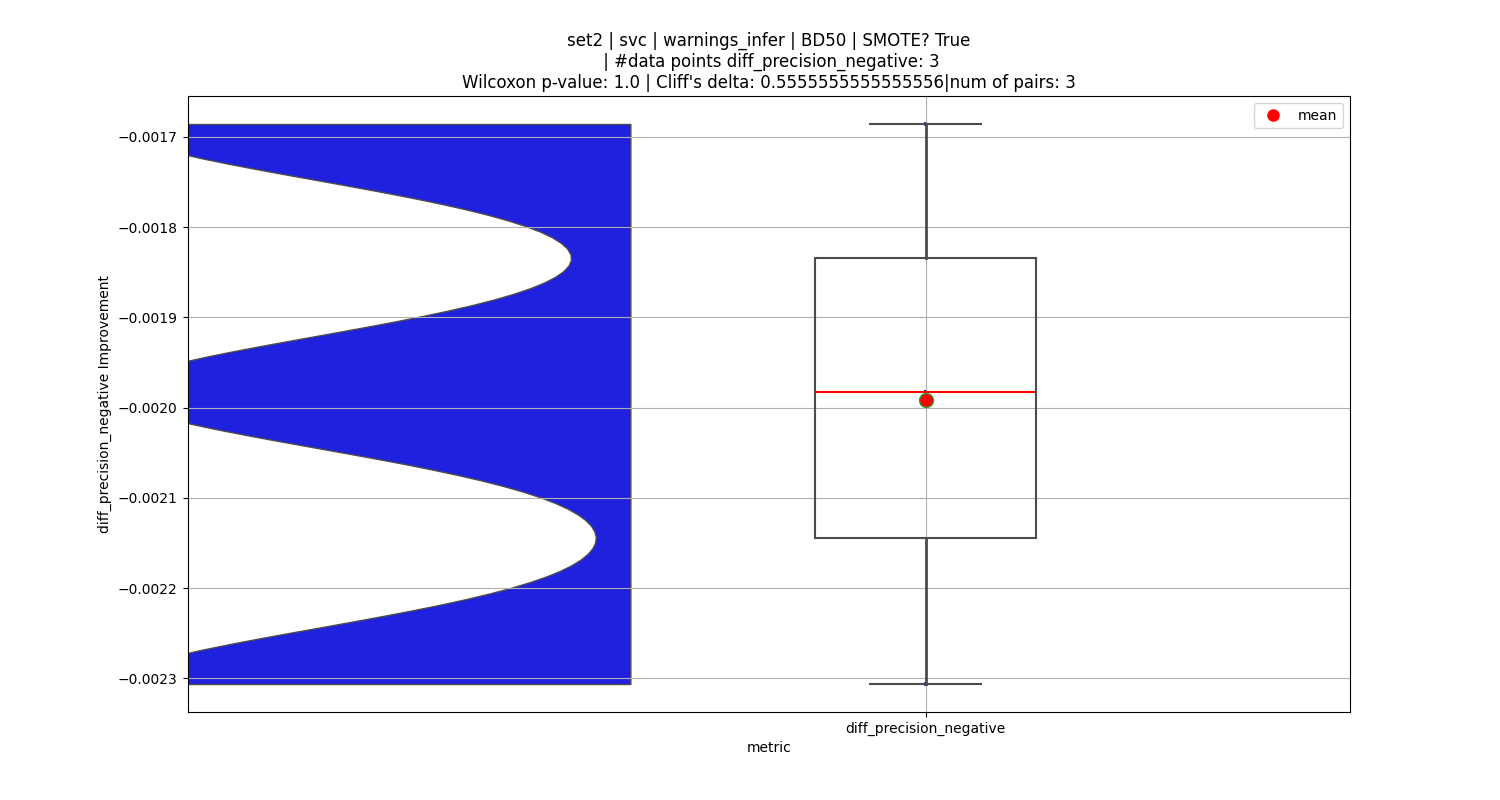 set2 | svc | warnings_infer | BD50 | SMOTE? True
| #data points diff_precision_negative: 3
Wilcoxon p-value: 1.0 | Cliff's delta: 0.5555555555555556|num of pairs: 3
mean
−0.0017
−0.0018
−0.0019
−0.0020
−0.0021
−0.0022
−0.0023
diff_precision_negative Improvement
diff_precision_negative
metric